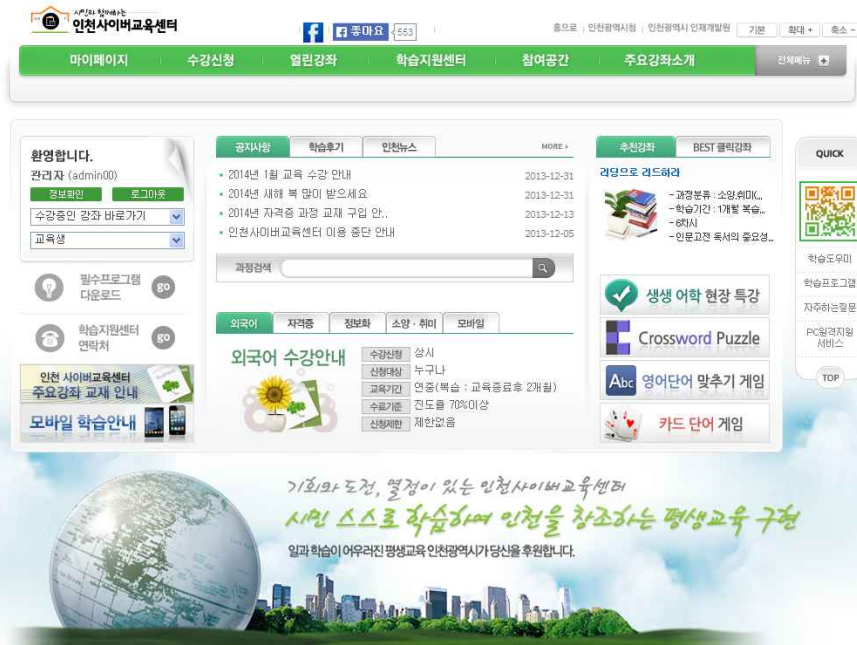 시민과 함께하는
인천사이버교육센터
좋아요 553
홈으로 인천광역시청 인천광역시 인재개발원 기본 확대 + 축소 -
마이페이지 수강신청 열린강좌 학습지원센터 참여공간 주요강좌소개 전체메뉴
환영합니다.
관리자 (admin00)
정보확인 로그아웃
수강중인 강좌 바로가기
교육생
필수프로그램
다운로드
go
학습지원센터
연락처
go
인천 사이버교육센터
주요강좌 교재 안내
모바일 학습안내
공지사항 학습후기 인천뉴스 MORE
2014년 1월 교육 수강 안내 2013-12-31
2014년 새해 복 많이 받으세요 2013-12-31
2014년 자격증 과정 교재 구입 안.. 2013-12-13
인천사이버교육센터 이용 중단 안내 2013-12-05
과정검색
외국어 자격증 정보화 소양 · 취미 모바일
외국어 수강안내
수강신청 상시
신청대상 누구나
교육기간 연중(복습 : 교육종료후 2개월)
수료기준 진도율 70%이상
신청제한 제한없음
추천강좌 BEST 클릭강좌
리딩으로 리드하라
- 과정분류 : 소양,취미(...
- 학습기간 : 1개월 복습...
- 6차시
- 인문고전 독서의 중요성...
생생 어학 현장 특강
Crossword Puzzle
Abc 영어단어 맞추기 게임
카드 단어 게임
QUICK
학습도우미
학습프로그램
자주하는질문
PC원격지원
서비스
TOP
기회와 도전, 열정이 있는 인천사이버교육센터
시민 스스로 학습하며 인천을 창조하는 평생교육 구현
일과 학습이 어우러진 평생교육 인천광역시가 당신을 후원합니다.